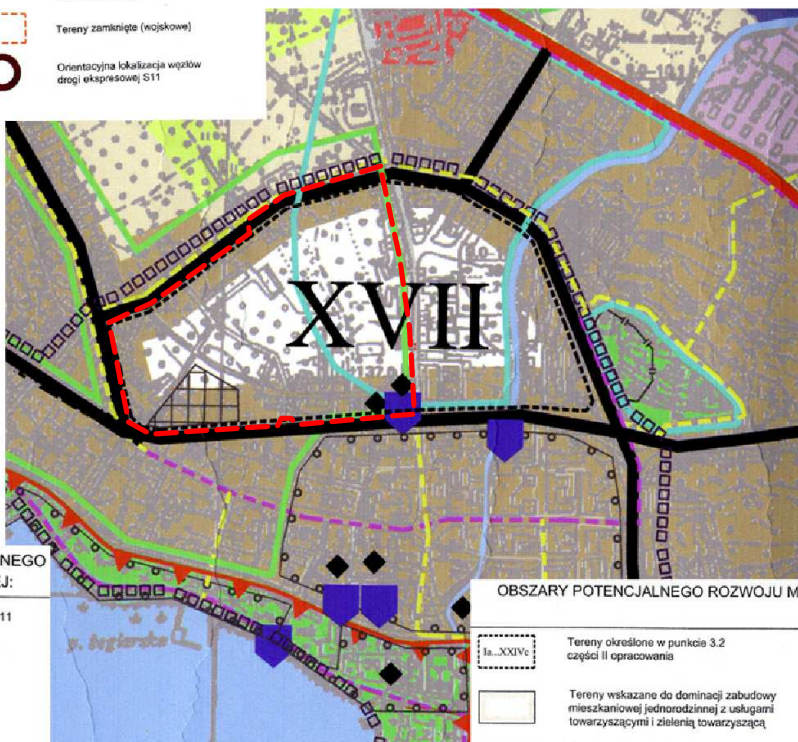 Tereny zamknięte (wojskowe)
Orientacyjna lokalizacja węzłów
drogi ekspresowej S11
XVII
NEGO
J:
11
p. żeglarska
OBSZARY POTENCJALNEGO ROZWOJU M
Ia...XXIVc
Tereny określone w punkcie 3.2
części II opracowania
Tereny wskazane do dominacji zabudowy
mieszkaniowej jednorodzinnej z usługami
towarzyszącymi i zielenią towarzyszącą